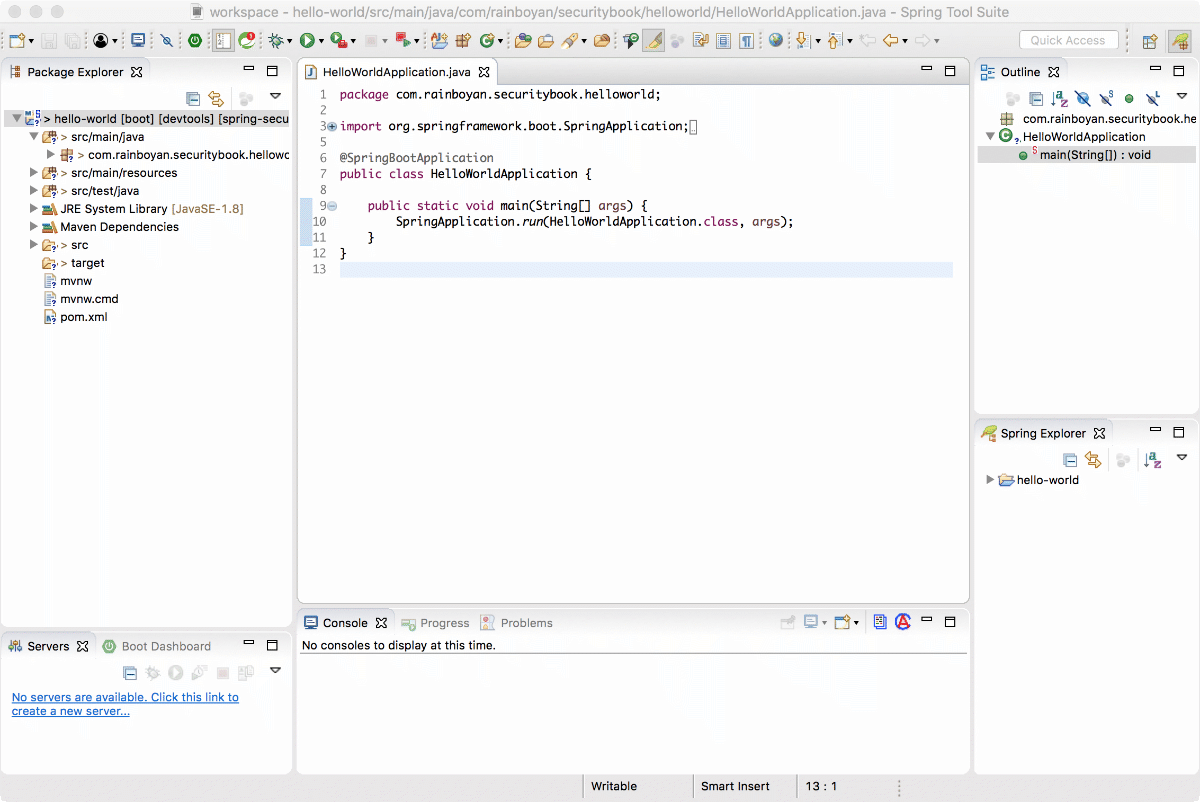 workspace - hello-world/src/main/java/com/rainboyan/securitybook/helloworld/HelloWorldApplication.java - Spring Tool Suite
Quick Access
Package Explorer
> hello-world [boot] [devtools] [spring-secu
> src/main/java
> com.rainboyan.securitybook.hellowo
> src/main/resources
> src/test/java
JRE System Library [JavaSE-1.8]
Maven Dependencies
> src
> target
mvnw
mvnw.cmd
pom.xml
HelloWorldApplication.java
1 package com.rainboyan.securitybook.helloworld;
2
3 import org.springframework.boot.SpringApplication;
5
6 @SpringBootApplication
7 public class HelloWorldApplication {
8
9 public static void main(String[] args) {
10 SpringApplication.run(HelloWorldApplication.class, args);
11 }
12 }
13
Outline
com.rainboyan.securitybook.he
HelloWorldApplication
main(String[]) : void
Spring Explorer
hello-world
Servers
Boot Dashboard
No servers are available. Click this link to
create a new server...
Console
Progress
Problems
No consoles to display at this time.
Writable
Smart Insert
13 : 1